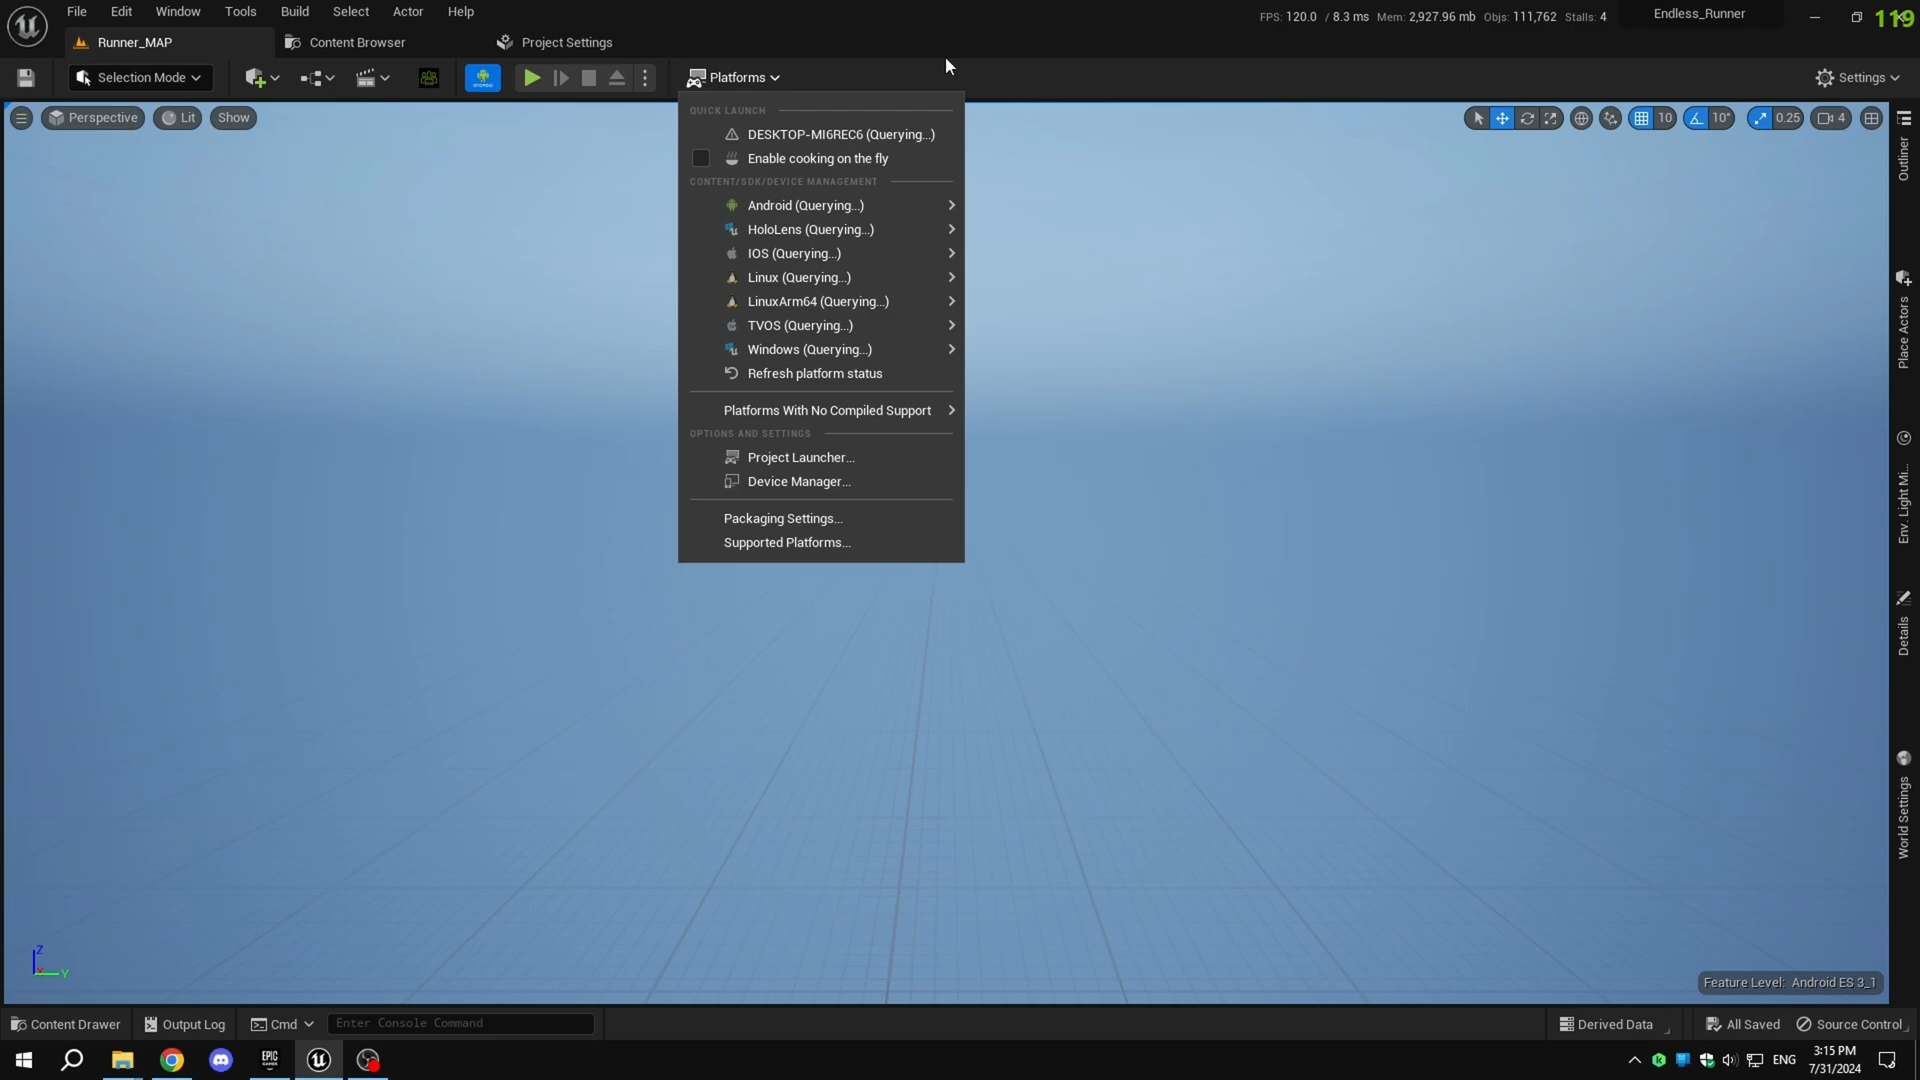 File Edit Window Tools Build Select Actor Help
FPS: 120.0 / 8.3 ms Mem: 2,927.96 mb Objs: 111,762 Stalls: 4
Endless_Runner
119
Runner_MAP
Content Browser
Project Settings
Selection Mode
Platforms
Settings
Perspective
Lit
Show
10
10°
0.25
4
QUICK LAUNCH
DESKTOP-MI6REC6 (Querying...)
Enable cooking on the fly
CONTENT/SDK/DEVICE MANAGEMENT
Android (Querying...)
HoloLens (Querying...)
IOS (Querying...)
Linux (Querying...)
LinuxArm64 (Querying...)
TVOS (Querying...)
Windows (Querying...)
Refresh platform status
Platforms With No Compiled Support
OPTIONS AND SETTINGS
Project Launcher...
Device Manager...
Packaging Settings...
Supported Platforms...
Outliner
Place Actors
Env. Light Mi...
Details
World Settings
Z
Y
Feature Level: Android ES 3_1
Content Drawer
Output Log
Cmd
Enter Console Command
Derived Data
All Saved
Source Control
EPIC
GAMES
ENG
3:15 PM
7/31/2024